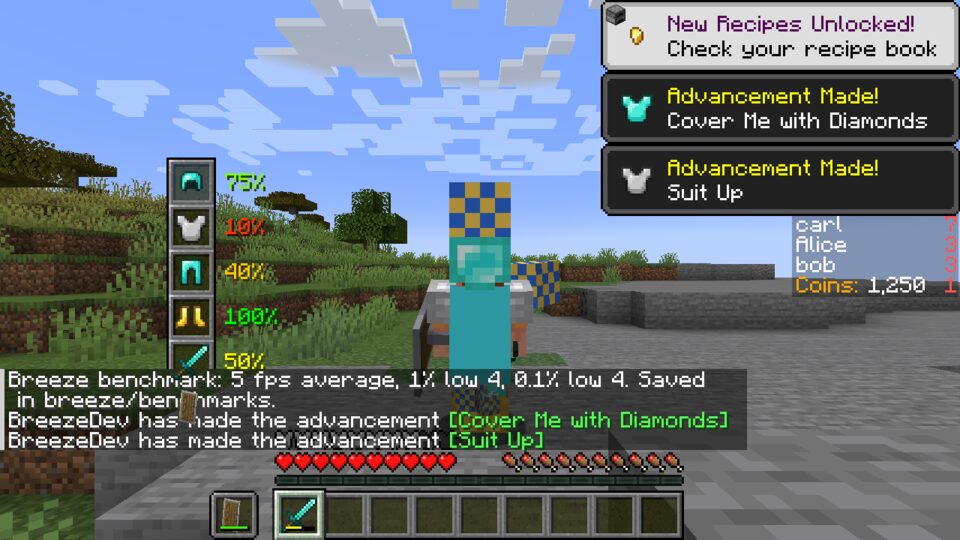 New Recipes Unlocked!
Check your recipe book
Advancement Made!
Cover Me with Diamonds
Advancement Made!
Suit Up
75%
10%
40%
100%
50%
carl 7
Alice 3
bob
Coins: 1,250 1
Breeze benchmark: 5 fps average, 1% low 4, 0.1% low 4. Saved
in breeze/benchmarks.
BreezeDev has made the advancement [Cover Me with Diamonds]
BreezeDev has made the advancement [Suit Up]